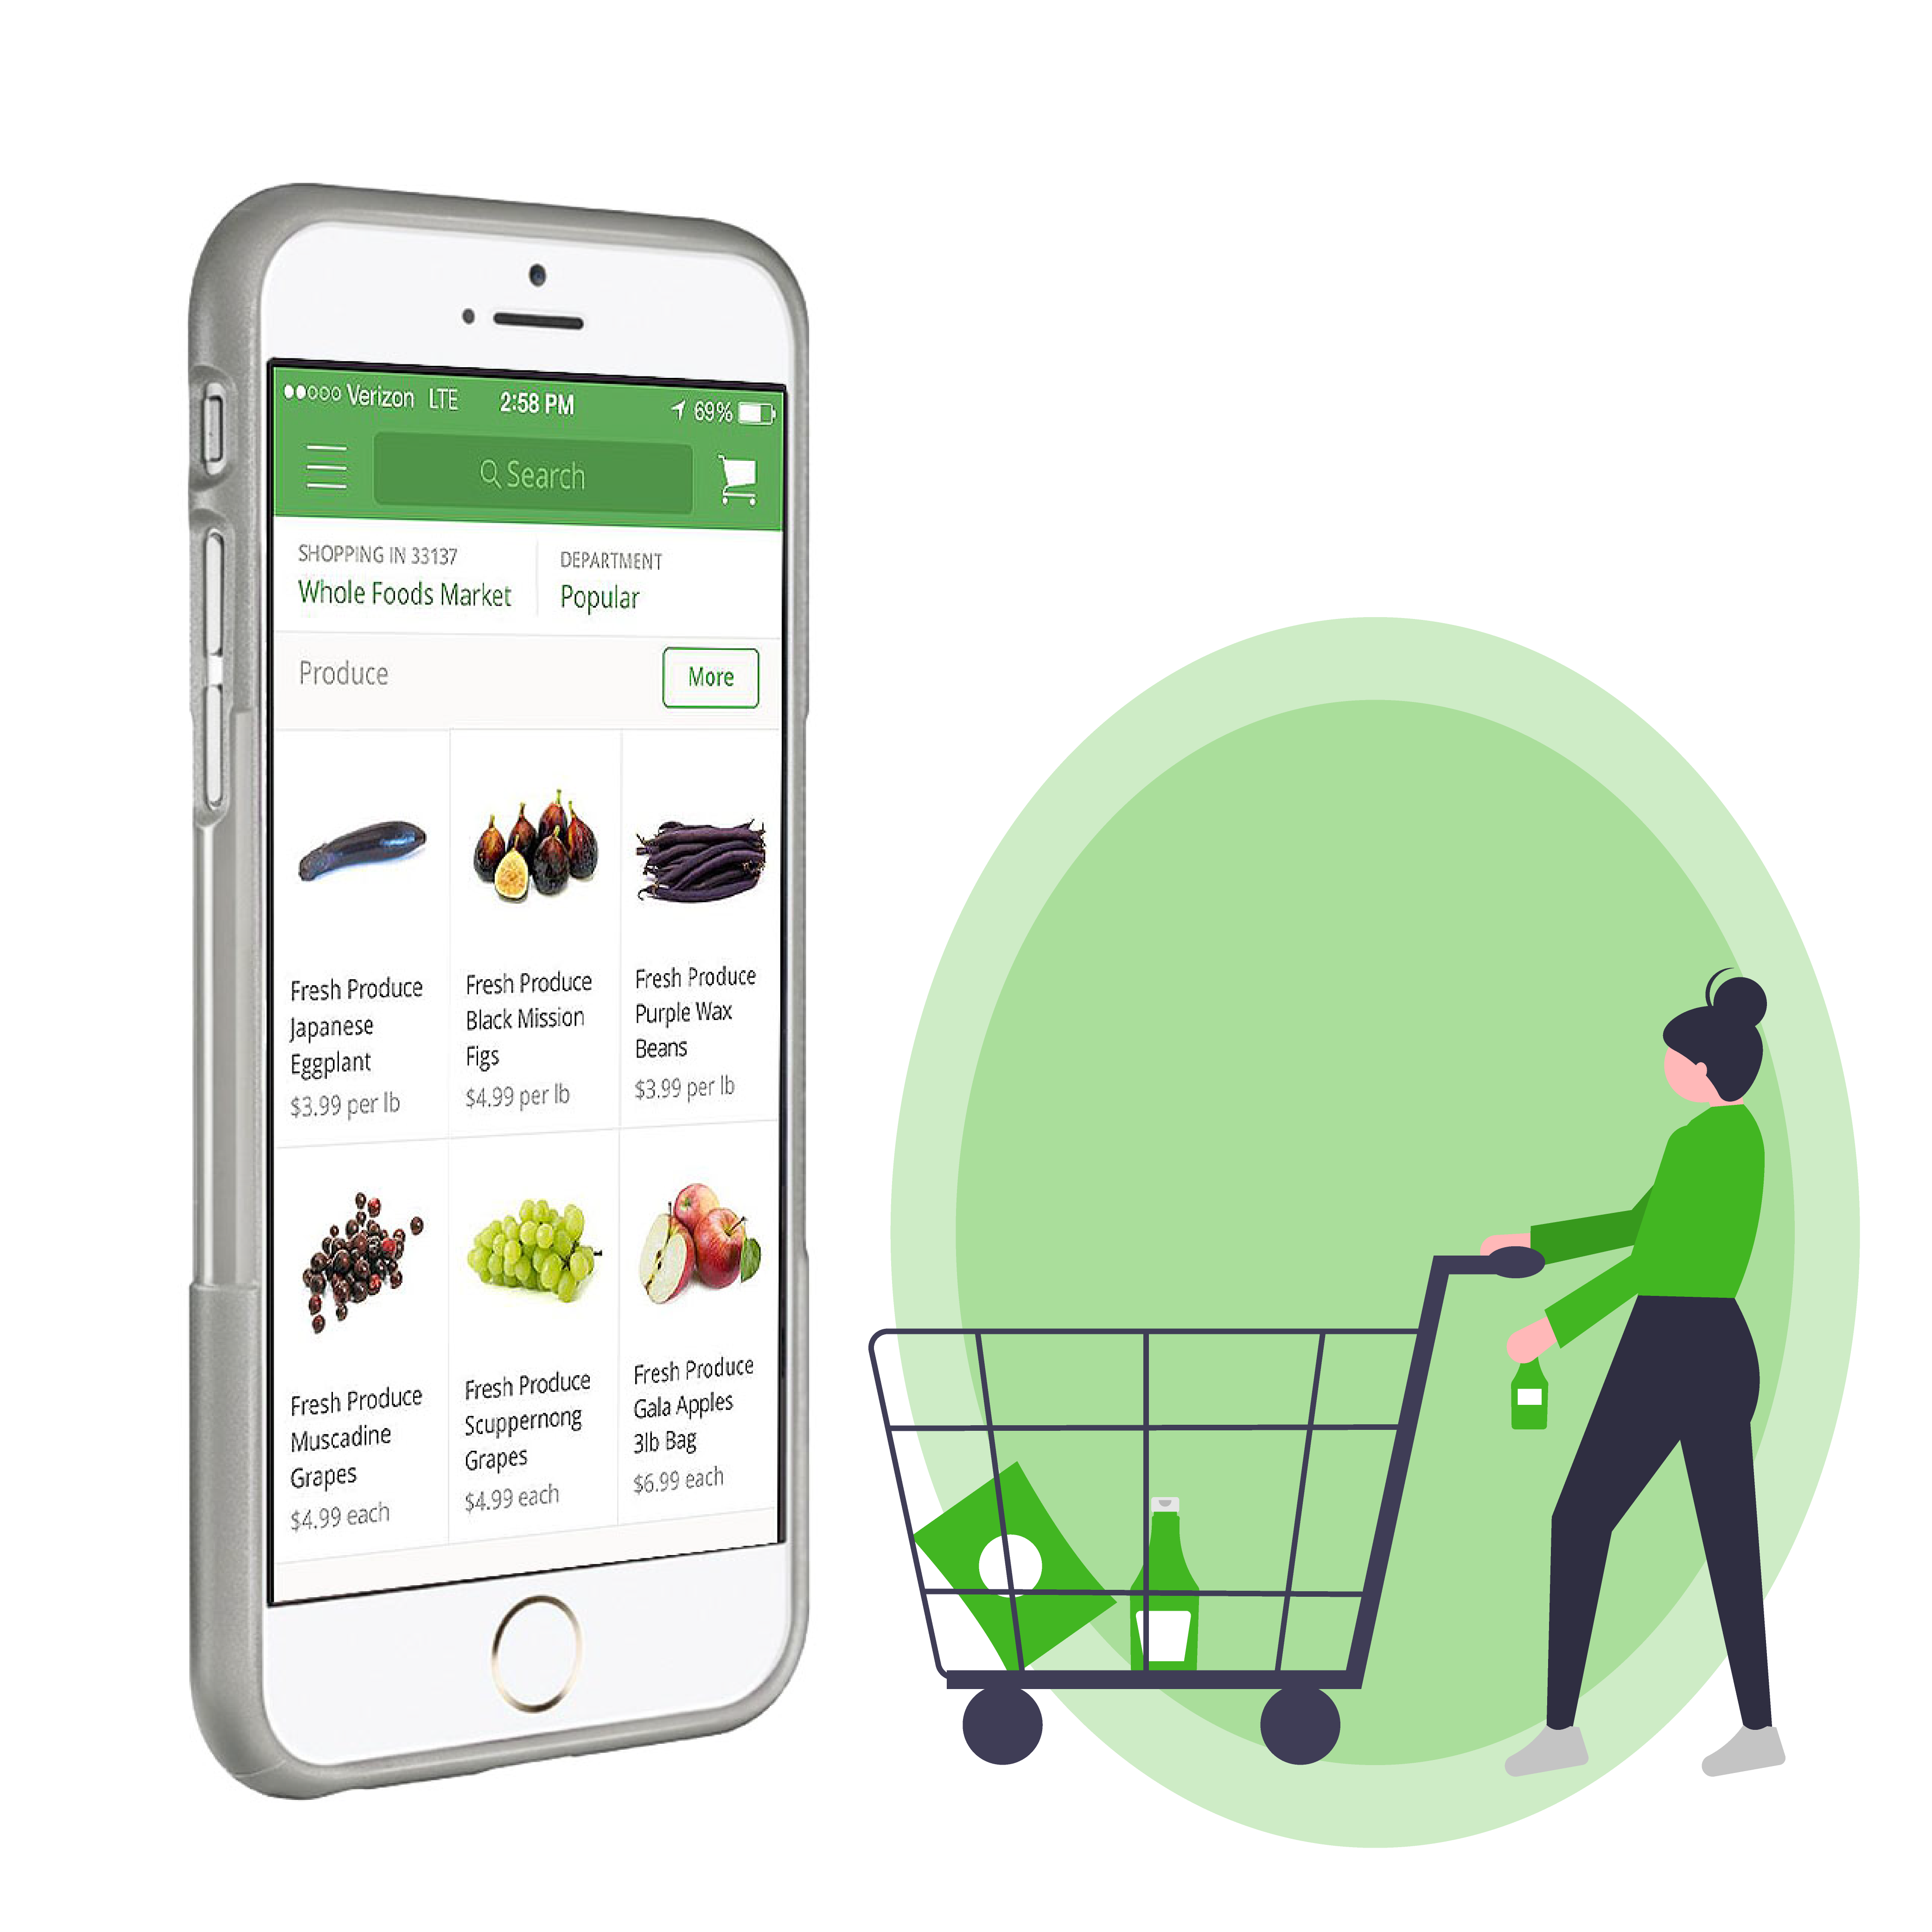 Verizon LTE 2:58 PM 69%
Search
SHOPPING IN 33137
Whole Foods Market
DEPARTMENT
Popular
Produce
More
Fresh Produce
Japanese
Eggplant
$3.99 per lb
Fresh Produce
Black Mission
Figs
$4.99 per lb
Fresh Produce
Purple Wax
Beans
$3.99 per lb
Fresh Produce
Muscadine
Grapes
$4.99 each
Fresh Produce
Scuppernong
Grapes
$4.99 each
Fresh Produce
Gala Apples
3lb Bag
$6.99 each